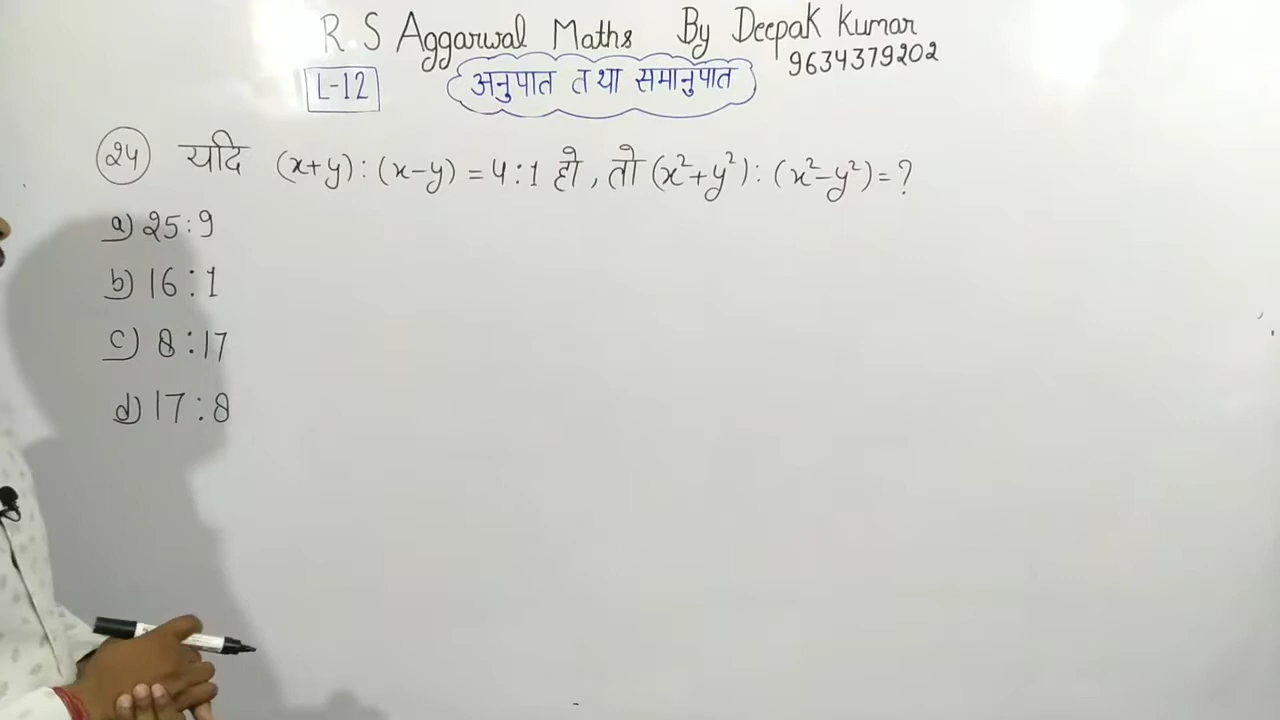 R.S Aggarwal Maths By Deepak Kumar
9634379202
L-12 अनुपात तथा समानुपात
24 यदि (x+y):(x-y)=4:1 हो, तो (x²+y²):(x²-y²)=?
a) 25:9
b) 16:1
c) 8:17
d) 17:8